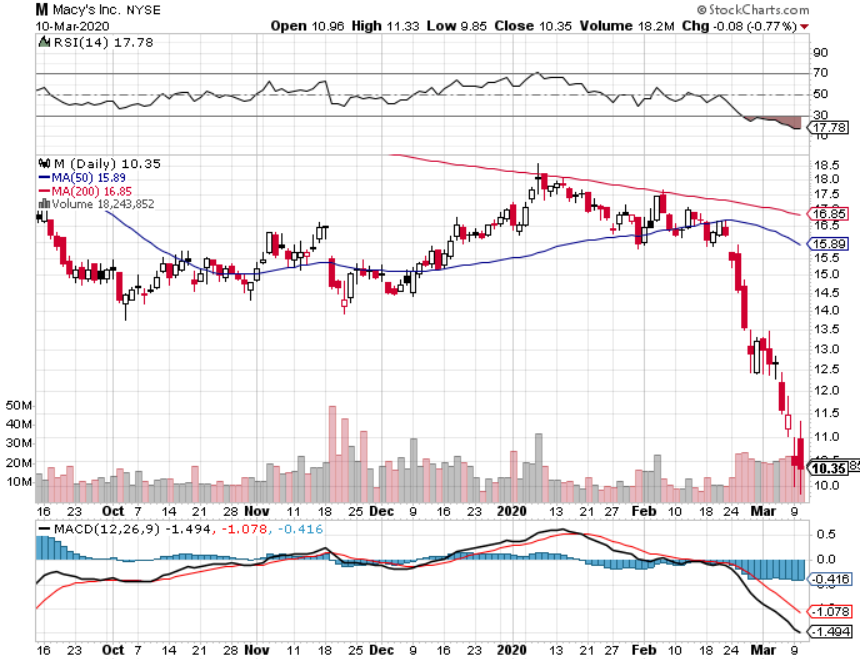 M Macy's Inc. NYSE © StockCharts.com
10-Mar-2020 Open 10.96 High 11.33 Low 9.85 Close 10.35 Volume 18.2M Chg -0.08 (-0.77%)
RSI(14) 17.78
90
70
50
30
17.78
10
M (Daily) 10.35
MA(50) 15.89
MA(200) 16.85
Volume 18,243,852
18.5
18.0
17.5
16.85
16.5
15.89
15.5
15.0
14.5
14.0
13.5
13.0
12.5
12.0
11.5
11.0
10.35
10.0
50M
40M
30M
20M
10M
16 23 Oct 7 14 21 28 Nov 11 18 25 Dec 9 16 23 2020 13 21 27 Feb 10 18 24 Mar 9
MACD(12,26,9) -1.494, -1.078, -0.416
0.5
0.0
-0.416
-1.078
-1.494
16 23 Oct 7 14 21 28 Nov 11 18 25 Dec 9 16 23 2020 13 21 27 Feb 10 18 24 Mar 9